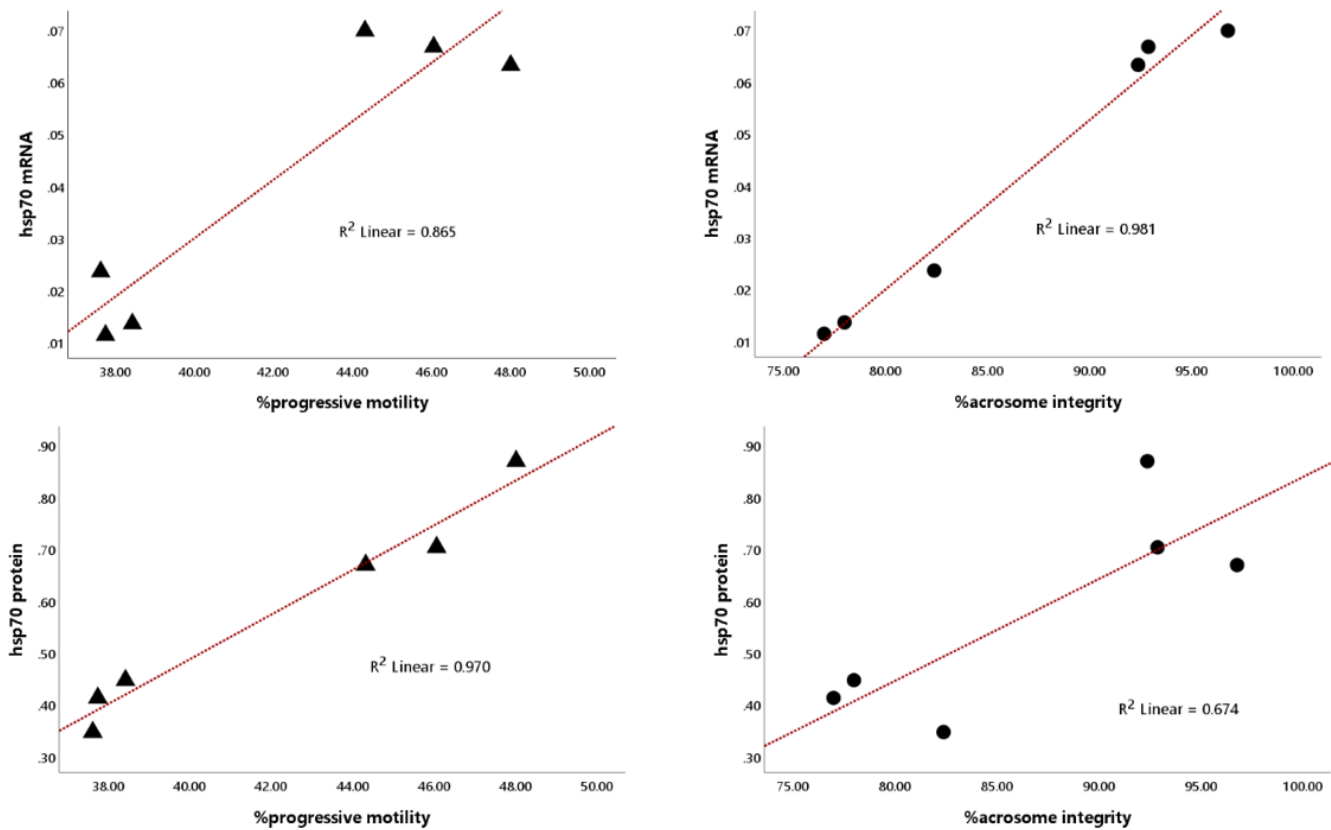 .07
.06
.05
.04
.03
.02
.01
hsp70 mRNA
R² Linear = 0.865
38.00 40.00 42.00 44.00 46.00 48.00 50.00
%progressive motility
.07
.06
.05
.04
.03
.02
.01
hsp70 mRNA
R² Linear = 0.981
75.00 80.00 85.00 90.00 95.00 100.00
%acrosome integrity
.90
.80
.70
.60
.50
.40
.30
hsp70 protein
R² Linear = 0.970
38.00 40.00 42.00 44.00 46.00 48.00 50.00
%progressive motility
.90
.80
.70
.60
.50
.40
.30
hsp70 protein
R² Linear = 0.674
75.00 80.00 85.00 90.00 95.00 100.00
%acrosome integrity